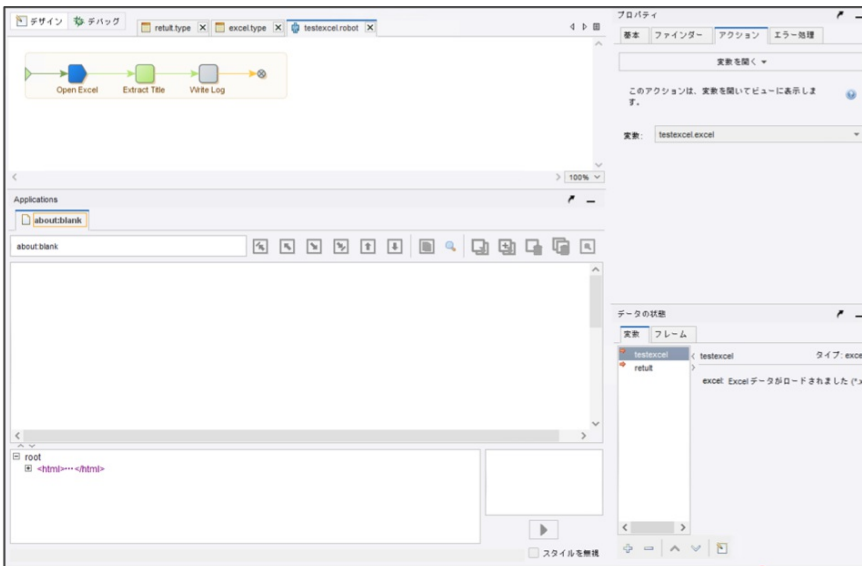 デザイン デバッグ
retuit.type X excel.type X testexcel.robot X
Open Excel Extract Title Write Log
100%
Applications
about:blank
about:blank
root
<html>···</html>
スタイルを無視
プロパティ
基本 ファインダー アクション エラー処理
変数を開く
このアクションは、変数を開いてビューに表示しま
す。
変数: testexcel.excel
データの状態
変数 フレーム
testexcel
retuit
testexcel タイプ: exce
excel: Excel データがロードされました (*.x